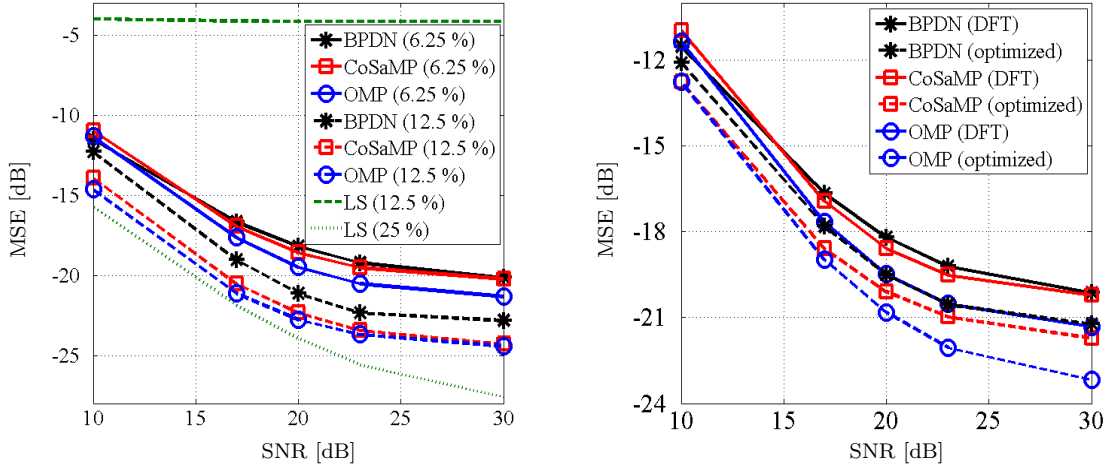 -5
-10
-15
-20
-25
10
15
20
25
30
MSE [dB]
SNR [dB]
BPDN (6.25 %)
CoSaMP (6.25 %)
OMP (6.25 %)
BPDN (12.5 %)
CoSaMP (12.5 %)
OMP (12.5 %)
LS (12.5 %)
LS (25 %)
-12
-15
-18
-21
-24
10
15
20
25
30
MSE [dB]
SNR [dB]
BPDN (DFT)
BPDN (optimized)
CoSaMP (DFT)
CoSaMP (optimized)
OMP (DFT)
OMP (optimized)